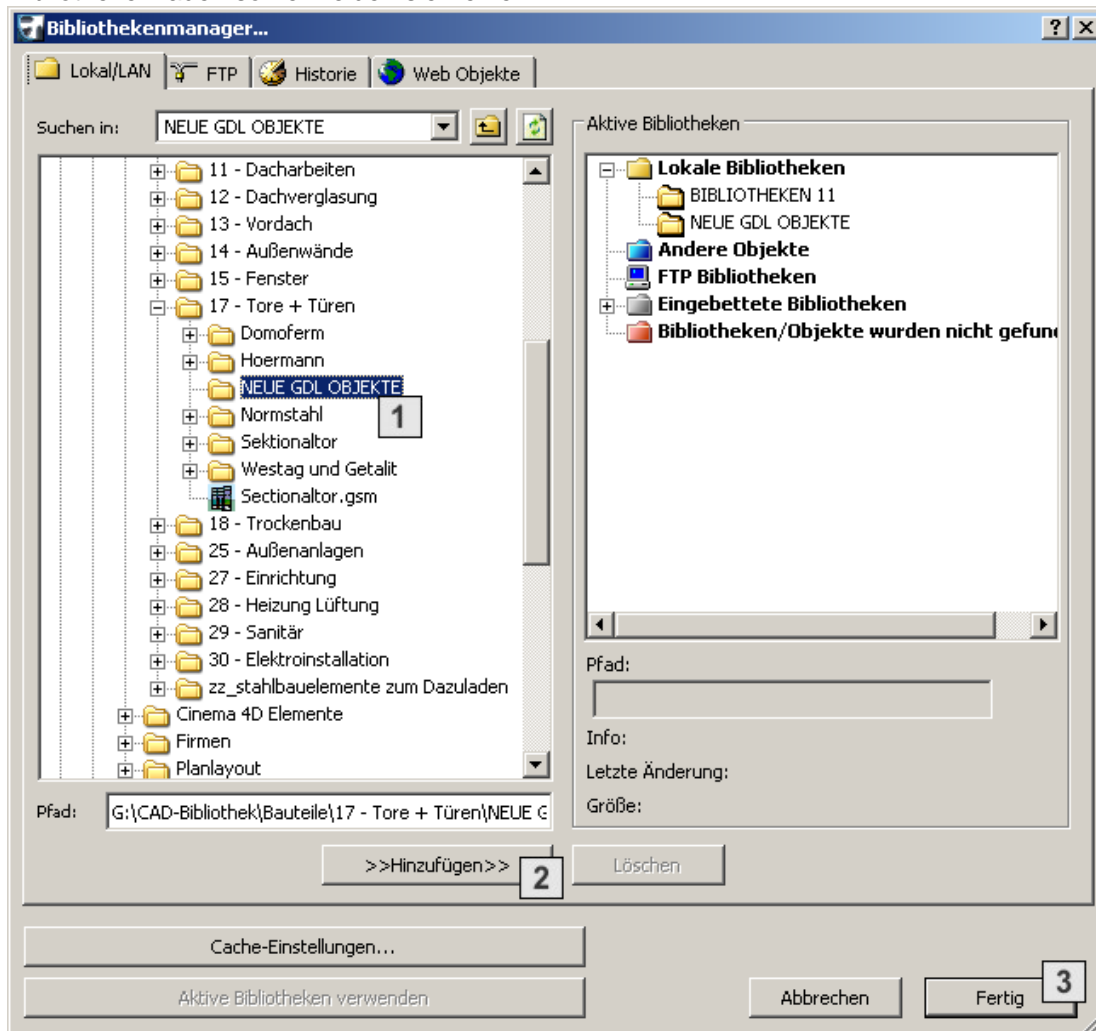 Bibliothekenmanager...
Lokal/LAN
FTP
Historie
Web Objekte
Suchen in:
NEUE GDL OBJEKTE
11 - Dacharbeiten
12 - Dachverglasung
13 - Vordach
14 - Außenwände
15 - Fenster
17 - Tore + Türen
Domoferm
Hoermann
NEUE GDL OBJEKTE
1
Normstahl
Sektionaltor
Westag und Getalit
Sectionaltor.gsm
18 - Trockenbau
25 - Außenanlagen
27 - Einrichtung
28 - Heizung Lüftung
29 - Sanitär
30 - Elektroinstallation
zz_stahlbauelemente zum Dazuladen
Cinema 4D Elemente
Firmen
Planlayout
Pfad:
G:\CAD-Bibliothek\Bauteile\17 - Tore + Türen\NEUE G
>>Hinzufügen>>
2
Aktive Bibliotheken
Lokale Bibliotheken
BIBLIOTHEKEN 11
NEUE GDL OBJEKTE
Andere Objekte
FTP Bibliotheken
Eingebettete Bibliotheken
Bibliotheken/Objekte wurden nicht gefun
Pfad:
Info:
Letzte Änderung:
Größe:
Löschen
Cache-Einstellungen...
Aktive Bibliotheken verwenden
Abbrechen
Fertig
3